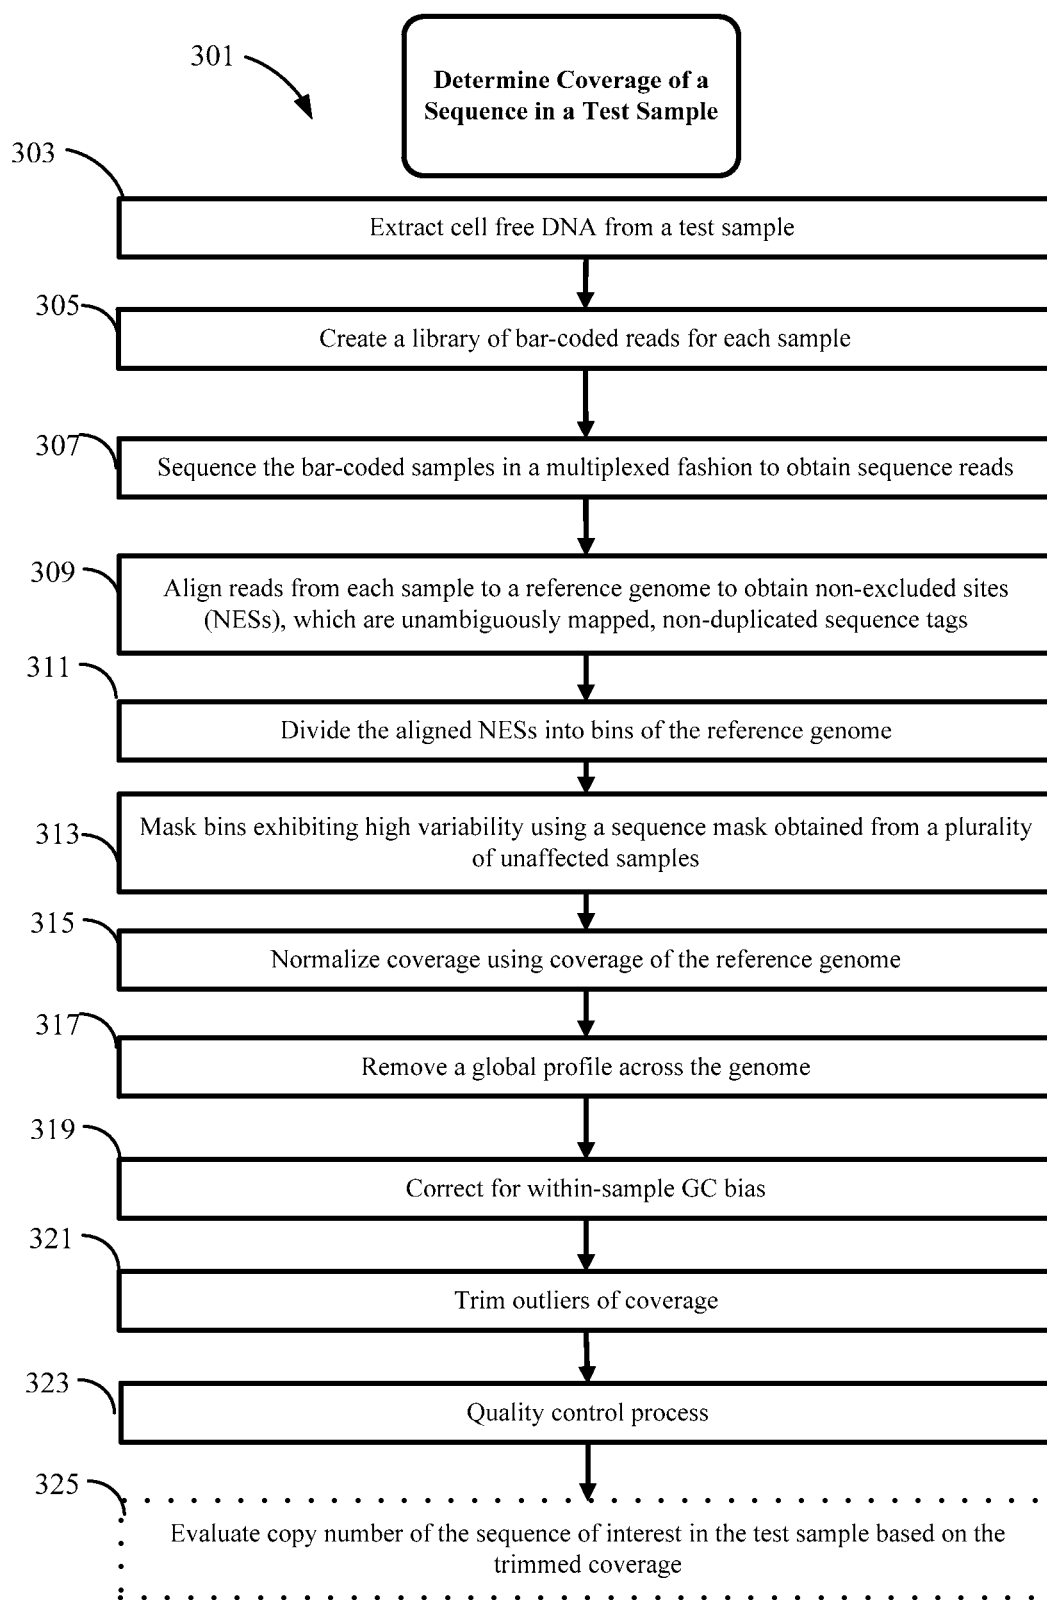 301
Determine Coverage of a
Sequence in a Test Sample
303
Extract cell free DNA from a test sample
305
Create a library of bar-coded reads for each sample
307
Sequence the bar-coded samples in a multiplexed fashion to obtain sequence reads
309
Align reads from each sample to a reference genome to obtain non-excluded sites
(NESs), which are unambiguously mapped, non-duplicated sequence tags
311
Divide the aligned NESs into bins of the reference genome
313
Mask bins exhibiting high variability using a sequence mask obtained from a plurality
of unaffected samples
315
Normalize coverage using coverage of the reference genome
317
Remove a global profile across the genome
319
Correct for within-sample GC bias
321
Trim outliers of coverage
323
Quality control process
325
Evaluate copy number of the sequence of interest in the test sample based on the
trimmed coverage